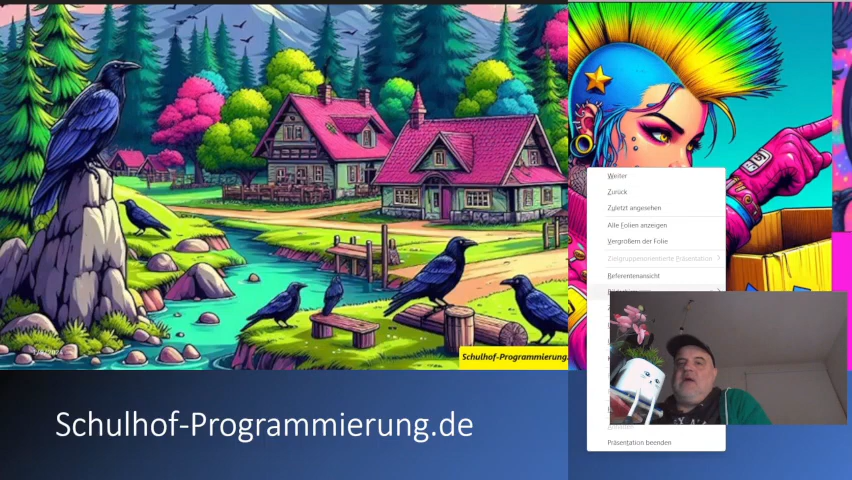 Schulhof-Programmierung.
Schulhof-Programmierung.de
Weiter
Zurück
Zuletzt angesehen
Alle Folien anzeigen
Vergrößern der Folie
Zielgruppenorientierte Präsentation
Referentenansicht
Präsentation beenden